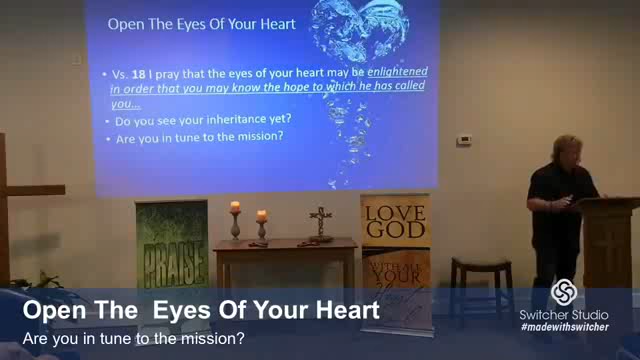 Open The Eyes Of Your Heart
• Vs. 18 I pray that the eyes of your heart may be enlightened
in order that you may know the hope to which he has called
you...
• Do you see your inheritance yet?
• Are you in tune to the mission?
PRAISE
LOVE
GOD
WITH ALL
YOUR
Heart
Open The  Eyes Of Your Heart
Are you in tune to the mission?
Switcher Studio
#madewithswitcher